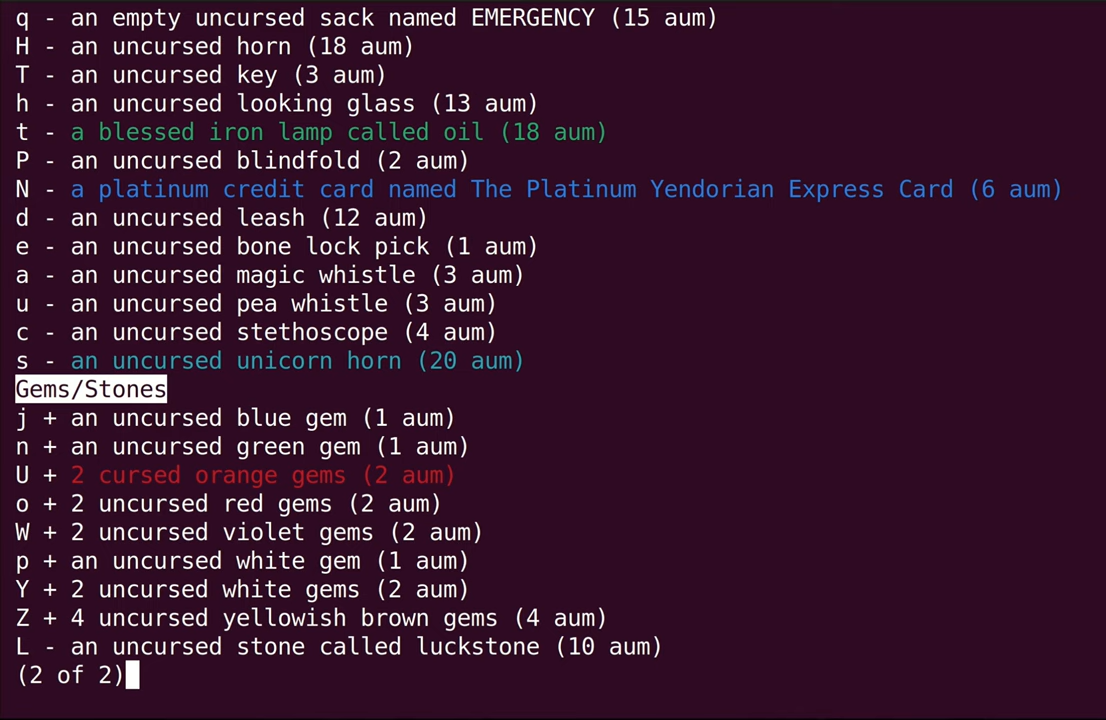 q - an empty uncursed sack named EMERGENCY (15 aum)
H - an uncursed horn (18 aum)
T - an uncursed key (3 aum)
h - an uncursed looking glass (13 aum)
t - a blessed iron lamp called oil (18 aum)
P - an uncursed blindfold (2 aum)
N - a platinum credit card named The Platinum Yendorian Express Card (6 aum)
d - an uncursed leash (12 aum)
e - an uncursed bone lock pick (1 aum)
a - an uncursed magic whistle (3 aum)
u - an uncursed pea whistle (3 aum)
c - an uncursed stethoscope (4 aum)
s - an uncursed unicorn horn (20 aum)
Gems/Stones
j + an uncursed blue gem (1 aum)
n + an uncursed green gem (1 aum)
U + 2 cursed orange gems (2 aum)
o + 2 uncursed red gems (2 aum)
W + 2 uncursed violet gems (2 aum)
p + an uncursed white gem (1 aum)
Y + 2 uncursed white gems (2 aum)
Z + 4 uncursed yellowish brown gems (4 aum)
L - an uncursed stone called luckstone (10 aum)
(2 of 2)